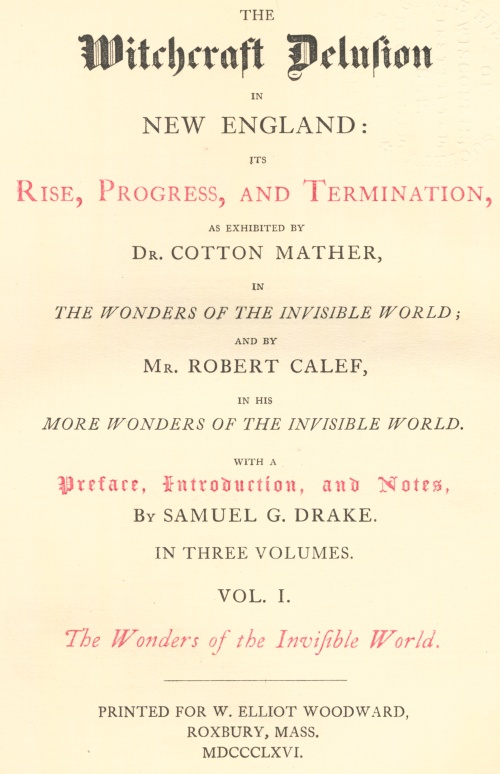 THE
Witchcraft Deluſion
IN
NEW ENGLAND:
ITS
RISE, PROGRESS, AND TERMINATION,
AS EXHIBITED BY
DR. COTTON MATHER,
IN
THE WONDERS OF THE INVISIBLE WORLD;
AND BY
MR. ROBERT CALEF,
IN HIS
MORE WONDERS OF THE INVISIBLE WORLD.
WITH A
Preface, Introduction, and Notes,
BY SAMUEL G. DRAKE.
IN THREE VOLUMES.
VOL. I.
The Wonders of the Inviſible World.
PRINTED FOR W. ELLIOT WOODWARD,
ROXBURY, MASS.
MDCCCLXVI.